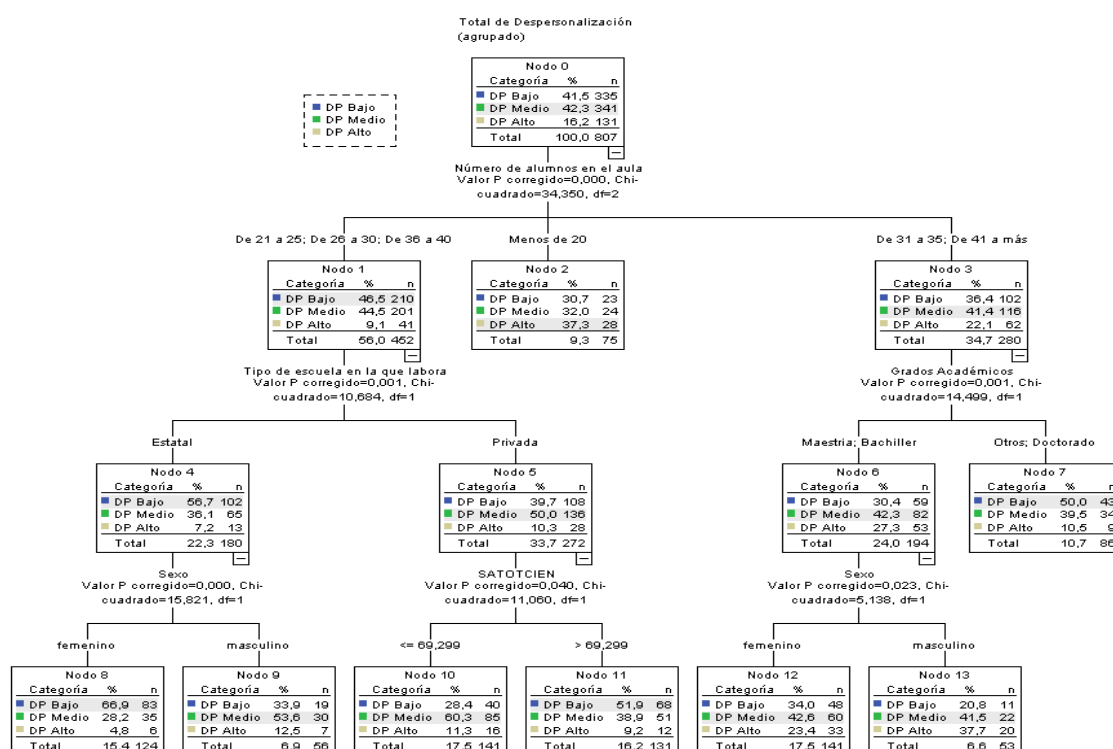 Total de Despersonalización
(agrupado)
Nodo 0
Categoría % n
DP Bajo 41,5 335
DP Medio 42,3 341
DP Alto 16,2 131
Total 100,0 807
DP Bajo
DP Medio
DP Alto
Número de alumnos en el aula
Valor P corregido=0,000, Chi-
cuadrado=34,350, df=2
De 21 a 25; De 26 a 30; De 36 a 40
Menos de 20
De 31 a 35; De 41 a más
Nodo 1
Categoría % n
DP Bajo 46,5 210
DP Medio 44,5 201
DP Alto 9,1 41
Total 56,0 452
Nodo 2
Categoría % n
DP Bajo 30,7 23
DP Medio 32,0 24
DP Alto 37,3 28
Total 9,3 75
Nodo 3
Categoría % n
DP Bajo 36,4 102
DP Medio 41,4 116
DP Alto 22,1 62
Total 34,7 280
Tipo de escuela en la que labora
Valor P corregido=0,001, Chi-
cuadrado=10,684, df=1
Grados Académicos
Valor P corregido=0,001, Chi-
cuadrado=14,499, df=1
Estatal
Privada
Maestria; Bachiller
Otros; Doctorado
Nodo 4
Categoría % n
DP Bajo 56,7 102
DP Medio 36,1 65
DP Alto 7,2 13
Total 22,3 180
Nodo 5
Categoría % n
DP Bajo 39,7 108
DP Medio 50,0 136
DP Alto 10,3 28
Total 33,7 272
Nodo 6
Categoría % n
DP Bajo 30,4 59
DP Medio 42,3 82
DP Alto 27,3 53
Total 24,0 194
Nodo 7
Categoría % n
DP Bajo 50,0 43
DP Medio 39,5 34
DP Alto 10,5 9
Total 10,7 86
Sexo
Valor P corregido=0,000, Chi-
cuadrado=15,821, df=1
SATOTCIEN
Valor P corregido=0,040, Chi-
cuadrado=11,060, df=1
Sexo
Valor P corregido=0,023, Chi-
cuadrado=5,138, df=1
femenino
masculino
<= 69,299
> 69,299
femenino
masculino
Nodo 8
Categoría % n
DP Bajo 66,9 83
DP Medio 28,2 35
DP Alto 4,8 6
Total 15,4 124
Nodo 9
Categoría % n
DP Bajo 33,9 19
DP Medio 53,6 30
DP Alto 12,5 7
Total 6,9 56
Nodo 10
Categoría % n
DP Bajo 28,4 40
DP Medio 60,3 85
DP Alto 11,3 16
Total 17,5 141
Nodo 11
Categoría % n
DP Bajo 51,9 68
DP Medio 38,9 51
DP Alto 9,2 12
Total 16,2 131
Nodo 12
Categoría % n
DP Bajo 34,0 48
DP Medio 42,6 60
DP Alto 23,4 33
Total 17,5 141
Nodo 13
Categoría % n
DP Bajo 20,8 11
DP Medio 41,5 22
DP Alto 37,7 20
Total 6,6 53